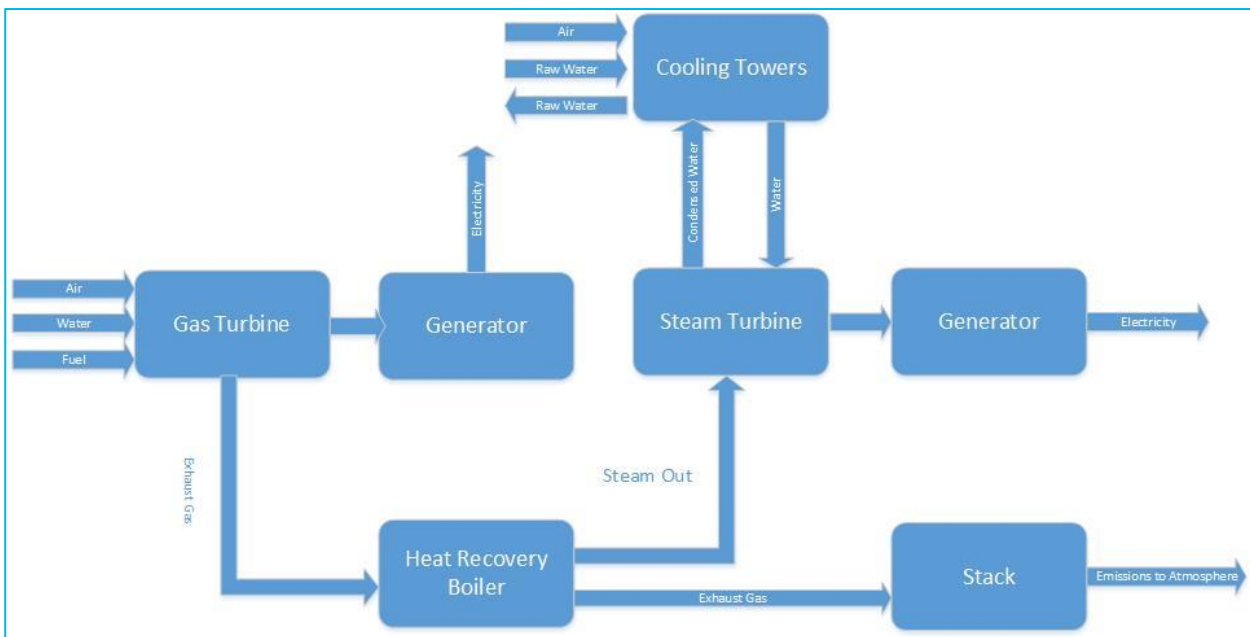 Air
Raw Water
Raw Water
Cooling Towers
Electricity
Condensed Water
Water
Air
Water
Fuel
Gas Turbine
Generator
Steam Turbine
Generator
Electricity
Exhaust Gas
Steam Out
Heat Recovery
Boiler
Exhaust Gas
Stack
Emissions to Atmosphere